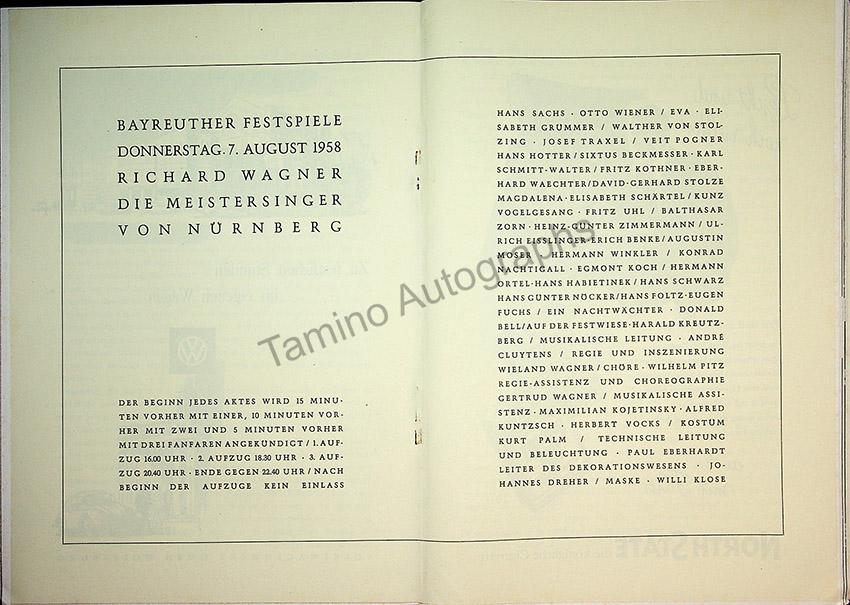 BAYREUTHER FESTSPIELE
DONNERSTAG. 7. AUGUST 1958
RICHARD WAGNER
DIE MEISTERSINGER
VON NÜRNBERG
DER BEGINN JEDES AKTES WIRD 15 MINU-
TEN VORHER MIT EINER, 10 MINUTEN VOR-
HER MIT ZWEI UND 5 MINUTEN VORHER
MIT DREI FANFAREN ANGEKÜNDIGT / 1. AUF-
ZUG 16.00 UHR · 2. AUFZUG 18.30 UHR · 3. AUF-
ZUG 20.40 UHR · ENDE GEGEN 22.40 UHR / NACH
BEGINN DER AUFZUGE KEIN EINLASS
HANS SACHS · OTTO WIENER / EVA · ELI-
SABETH GRÜMMER / WALTHER VON STOL-
ZING · JOSEF TRAXEL / VEIT POGNER
HANS HOTTER / SIXTUS BECKMESSER · KARL
SCHMITT-WALTER / FRITZ KOTHNER · EBER-
HARD WAECHTER / DAVID · GERHARD STOLZE
MAGDALENA · ELISABETH SCHÄRTEL / KUNZ
VOGELGESANG · FRITZ UHL / BALTHASAR
ZORN · HEINZ-GÜNTER ZIMMERMANN / UL-
RICH EISSLINGER · ERICH BENKE / AUGUSTIN
MOSER · HERMANN WINKLER / KONRAD
NACHTIGALL · EGMONT KOCH / HERMANN
ORTEL · HANS HABIETINEK / HANS SCHWARZ
HANS GÜNTER NÖCKER / HANS FOLTZ · EUGEN
FUCHS / EIN NACHTWÄCHTER · DONALD
BELL / AUF DER FESTWIESE · HARALD KREUTZ-
BERG / MUSIKALISCHE LEITUNG · ANDRÉ
CLUYTENS / REGIE UND INSZENIERUNG
WIELAND WAGNER / CHÖRE · WILHELM PITZ
REGIE-ASSISTENZ UND CHOREOGRAPHIE
GERTRUD WAGNER / MUSIKALISCHE ASSI-
STENZ · MAXIMILIAN KOJETINSKY · ALFRED
KUNTZSCH · HERBERT VOCKS / KOSTÜM
KURT PALM / TECHNISCHE LEITUNG
UND BELEUCHTUNG · PAUL EBERHARDT
LEITER DES DEKORATIONSWESENS · JO-
HANNES DREHER / MASKE · WILLI KLOSE
Tamino Autographs
NORTH STATE